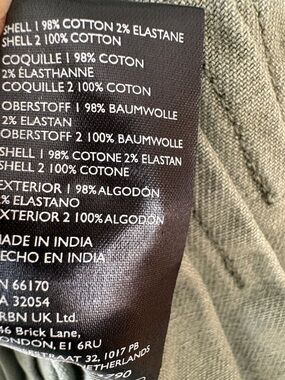 SHELL 1 98% COTTON 2% ELASTANE
SHELL 2 100% COTTON
COQUILLE 1 98% COTON
2% ÉLASTHANNE
COQUILLE 2 100% COTON
OBERSTOFF 1 98% BAUMWOLLE
2% ELASTAN
OBERSTOFF 2 100% BAUMWOLLE
SHELL 1 98% COTONE 2% ELASTAN
SHELL 2 100% COTONE
EXTERIOR 1 98% ALGODÓN
2% ELASTANO
EXTERIOR 2 100% ALGODÓN
MADE IN INDIA
HECHO EN INDIA
N 66170
A 32054
RBN UK Ltd.
46 Brick Lane,
LONDON, E1 6RU
32, 1017 PB
NETHERLANDS